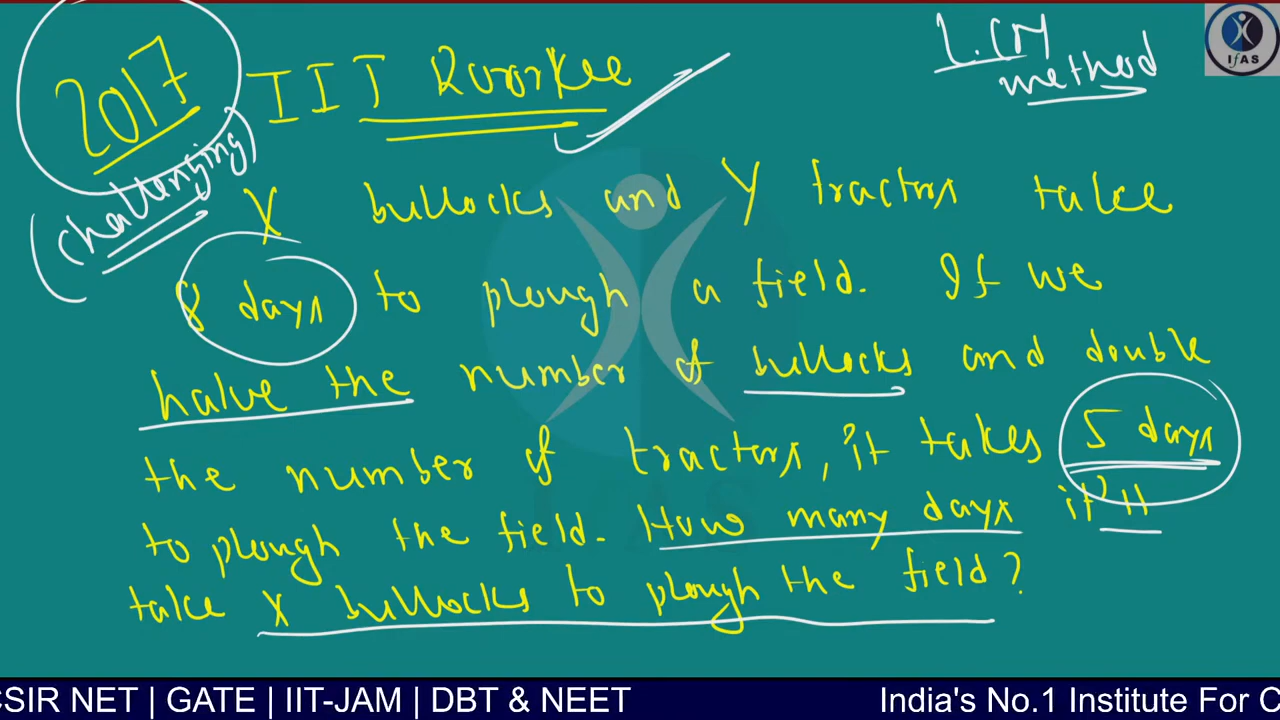 2017 IIT Roorkee
L.CM
method
IfAS
(challenging)
X bullocks and Y tractors take
8 days to plough a field. If we
halve the number of bullocks and double
the number of tractors, it takes 5 days
to plough the field. How many days it'll
take X bullocks to plough the field?
IFAS
CSIR NET | GATE | IIT-JAM | DBT & NEET
India's No.1 Institute For C